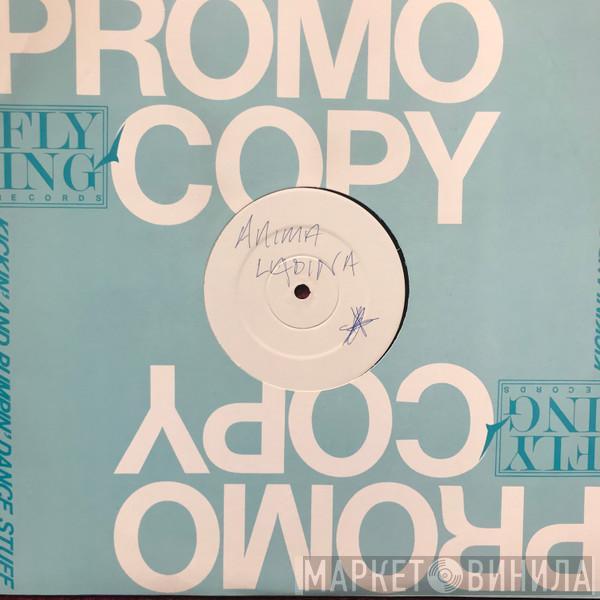 PROMO
COPY
FLY
ING
RECORDS
ANIMA
LADINA
KICKIN' AND PUMPIN' DANCE STUFF
COPY
PROMO
FLY
ING
RECORDS
МАРКЕТ ВИНИЛА